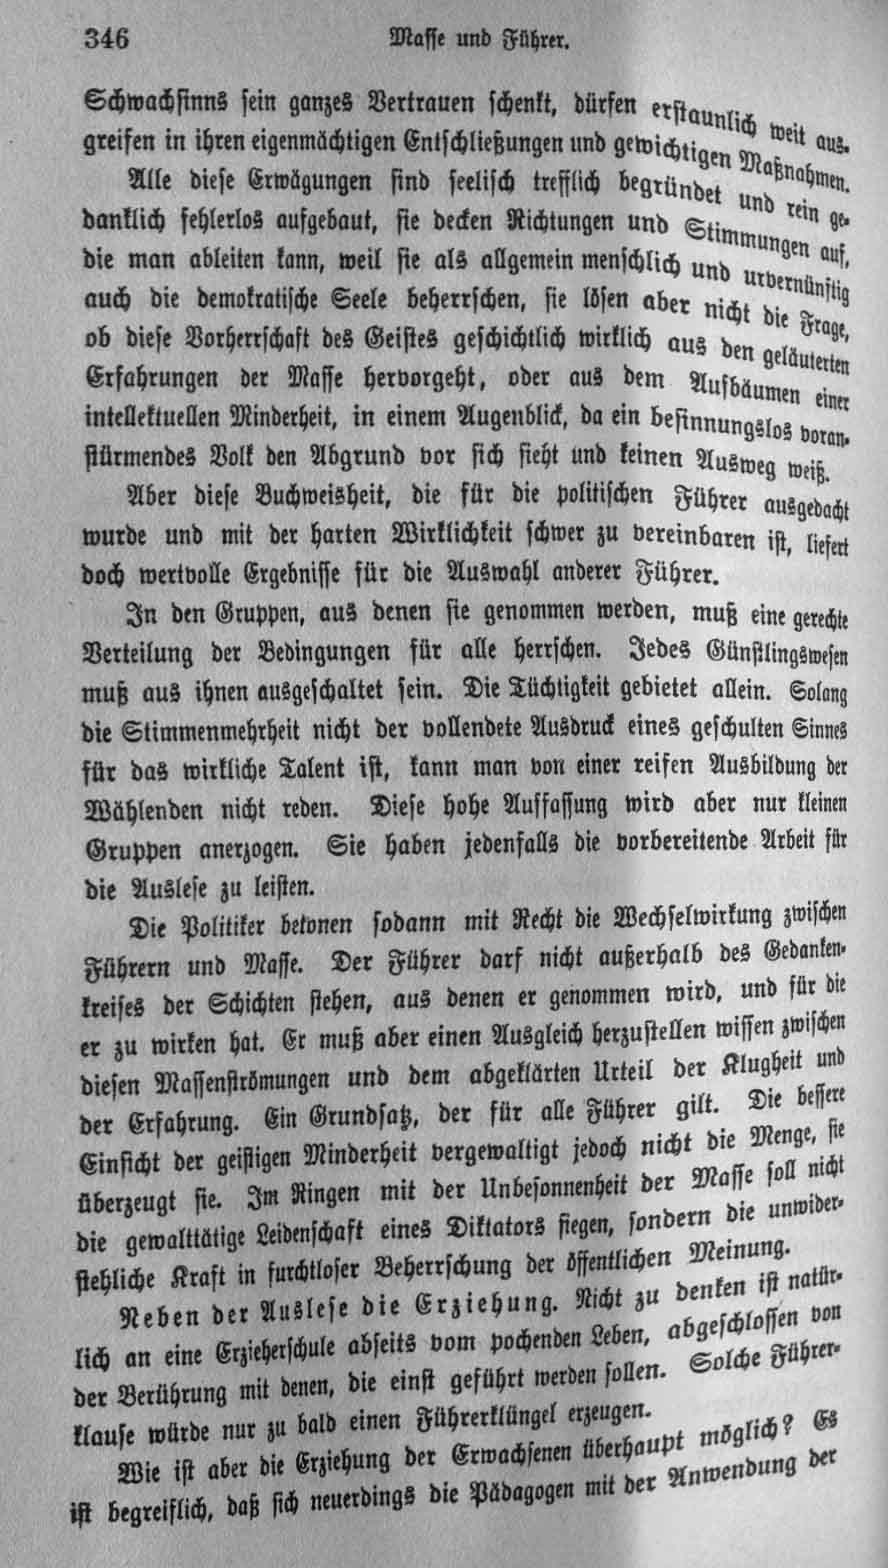 346 Masse und Führer.
Schwachsinns sein ganzes Vertrauen schenkt, dürfen erstaunlich weit aus-
greifen in ihren eigenmächtigen Entschließungen und gewichtigen Maßnahmen.
Alle diese Erwägungen sind seelisch trefflich begründet und rein ge-
danklich fehlerlos aufgebaut, sie decken Richtungen und Stimmungen auf,
die man ableiten kann, weil sie als allgemein menschlich und urvernünftig
auch die demokratische Seele beherrschen, sie lösen aber nicht die Frage,
ob diese Vorherrschaft des Geistes geschichtlich wirklich aus den geläuterten
Erfahrungen der Masse hervorgeht, oder aus dem Aufbäumen einer
intellektuellen Minderheit, in einem Augenblick, da ein besinnungslos voran-
stürmendes Volk den Abgrund vor sich sieht und keinen Ausweg weiß.
Aber diese Buchweisheit, die für die politischen Führer ausgedacht
wurde und mit der harten Wirklichkeit schwer zu vereinbaren ist, liefert
doch wertvolle Ergebnisse für die Auswahl anderer Führer.
In den Gruppen, aus denen sie genommen werden, muß eine gerechte
Verteilung der Bedingungen für alle herrschen. Jedes Günstlingswesen
muß aus ihnen ausgeschaltet sein. Die Tüchtigkeit gebietet allein. Solang
die Stimmenmehrheit nicht der vollendete Ausdruck eines geschulten Sinnes
für das wirkliche Talent ist, kann man von einer reifen Ausbildung der
Wählenden nicht reden. Diese hohe Auffassung wird aber nur kleinen
Gruppen anerzogen. Sie haben jedenfalls die vorbereitende Arbeit für
die Auslese zu leisten.
Die Politiker betonen sodann mit Recht die Wechselwirkung zwischen
Führern und Masse. Der Führer darf nicht außerhalb des Gedanken-
kreises der Schichten stehen, aus denen er genommen wird, und für die
er zu wirken hat. Er muß aber einen Ausgleich herzustellen wissen zwischen
diesen Massenströmungen und dem abgeklärten Urteil der Klugheit und
der Erfahrung. Ein Grundsatz, der für alle Führer gilt. Die bessere
Einsicht der geistigen Minderheit vergewaltigt jedoch nicht die Menge, sie
überzeugt sie. Im Ringen mit der Unbesonnenheit der Masse soll nicht
die gewalttätige Leidenschaft eines Diktators siegen, sondern die unwider-
stehliche Kraft in furchtloser Beherrschung der öffentlichen Meinung.
Neben der Auslese die Erziehung. Nicht zu denken ist natür-
lich an eine Erzieherschule abseits vom pochenden Leben, abgeschlossen von
der Berührung mit denen, die einst geführt werden sollen. Solche Führer-
klause würde nur zu bald einen Führerklüngel erzeugen.
Wie ist aber die Erziehung der Erwachsenen überhaupt möglich? Es
ist begreiflich, daß sich neuerdings die Pädagogen mit der Anwendung der